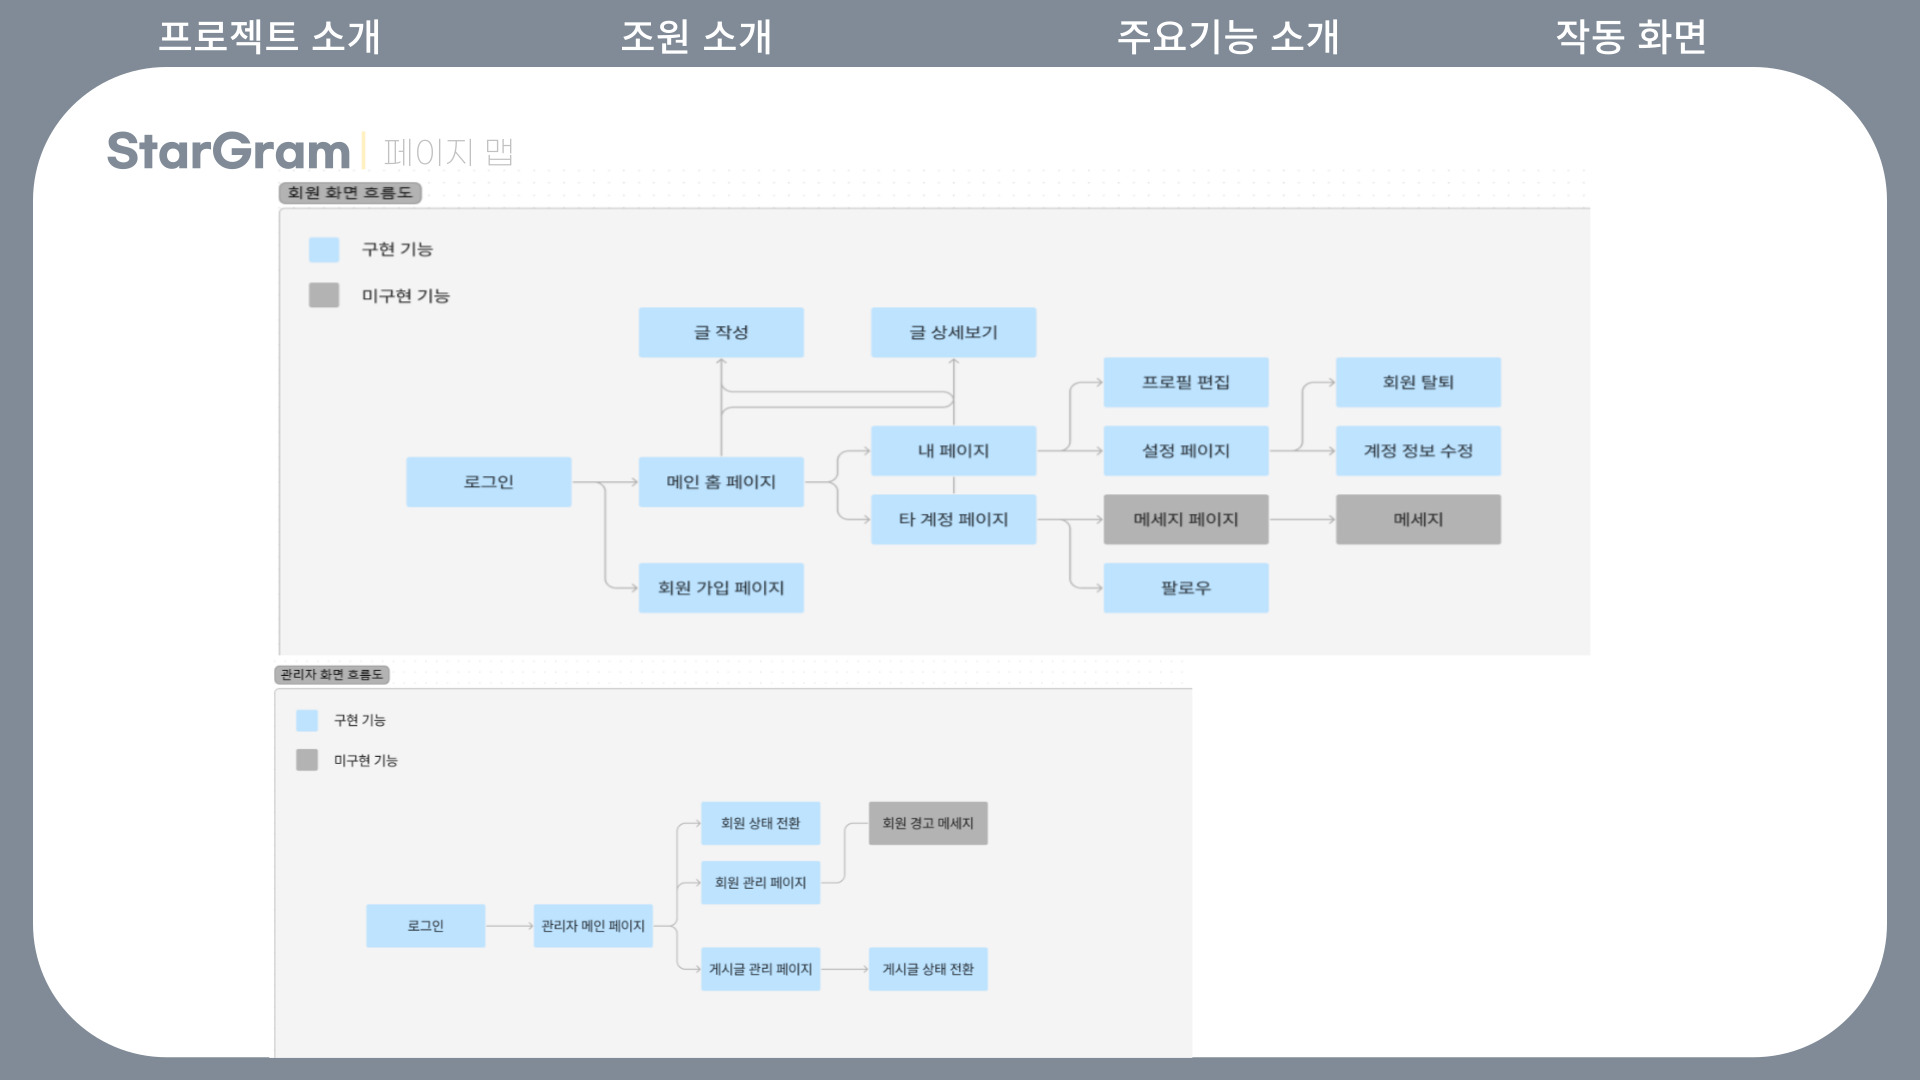 프로젝트 소개 조원 소개 주요기능 소개 작동 화면
StarGram 페이지 맵
회원 화면 흐름도
구현 기능
미구현 기능
글 작성 글 상세보기
프로필 편집 회원 탈퇴
내 페이지 설정 페이지 계정 정보 수정
로그인 메인 홈 페이지
타 계정 페이지 메세지 페이지 메세지
회원 가입 페이지 팔로우
관리자 화면 흐름도
구현 기능
미구현 기능
회원 상태 전환 회원 경고 메세지
회원 관리 페이지
로그인 관리자 메인 페이지
게시글 관리 페이지 게시글 상태 전환